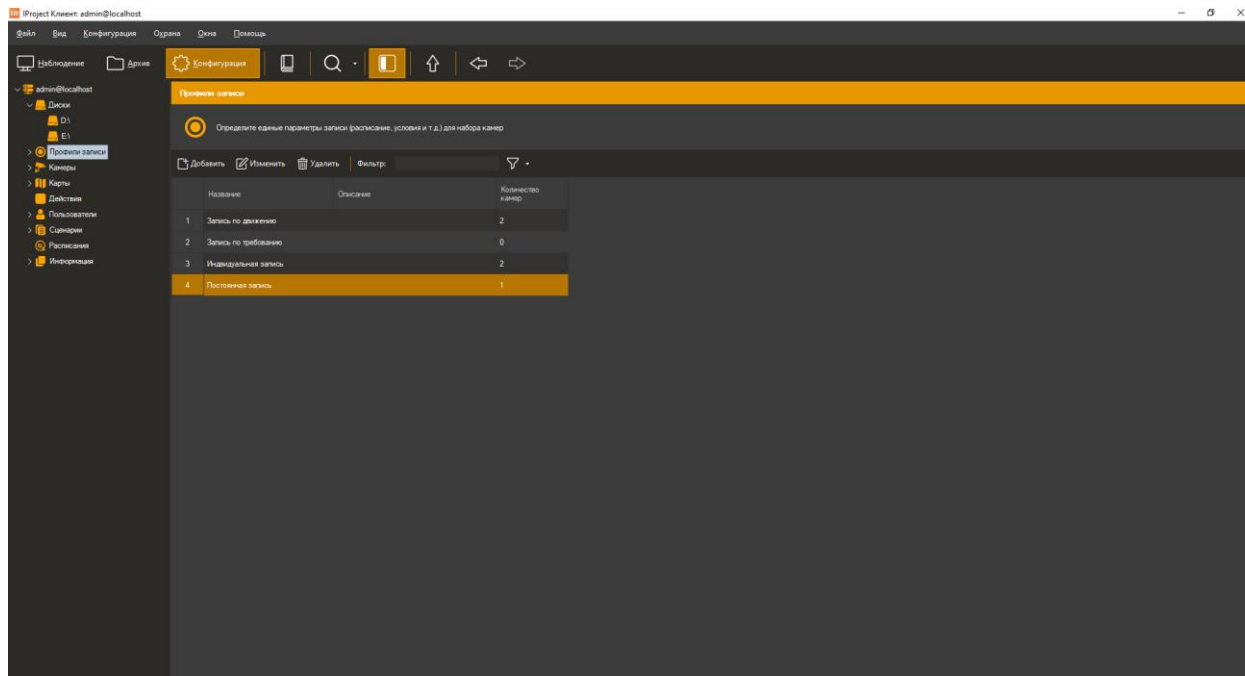 IProject Клиент: admin@localhost
Файл Вид Конфигурация Охрана Окна Помощь
Наблюдение Архив Конфигурация
admin@localhost
Диски
D:\
E:\
Профили записи
Камеры
Карты
Действия
Пользователи
Сценарии
Расписания
Информация
Профили записи
Определите единые параметры записи (расписание, условия и т.д.) для набора камер
Добавить Изменить Удалить Фильтр:
Название Описание Количество камер
1 Запись по движению 2
2 Запись по требованию 0
3 Индивидуальная запись 2
4 Постоянная запись 1